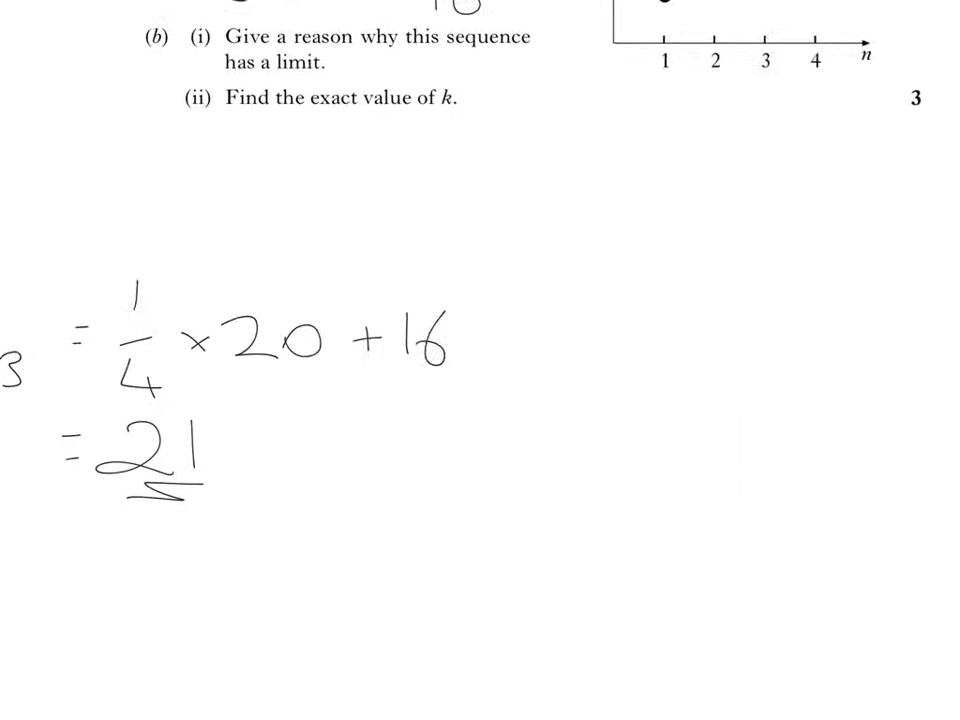 (b) (i) Give a reason why this sequence
has a limit.
(ii) Find the exact value of k.
3
1 2 3 4 n
3 = 1/4 × 20 + 16
= 21